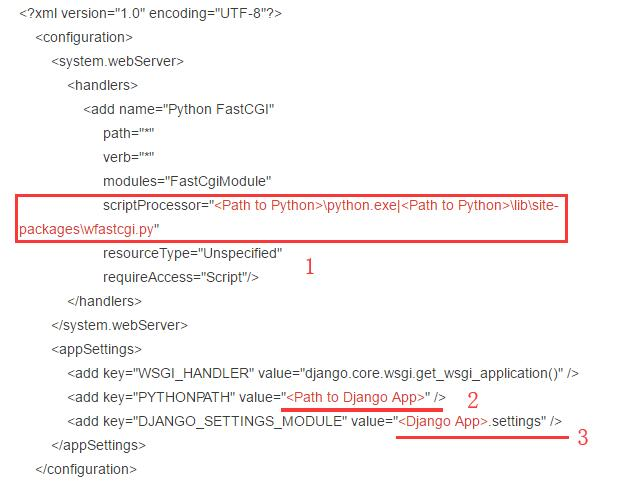 <?xml version="1.0" encoding="UTF-8"?>
<configuration>
<system.webServer>
<handlers>
<add name="Python FastCGI"
path="*"
verb="*"
modules="FastCgiModule"
scriptProcessor="<Path to Python>\python.exe|<Path to Python>\lib\site-
packages\wfastcgi.py"
resourceType="Unspecified"
1
requireAccess="Script"/>
</handlers>
</system.webServer>
<appSettings>
<add key="WSGI_HANDLER" value="django.core.wsgi.get_wsgi_application()" />
<add key="PYTHONPATH" value="<Path to Django App>" /> 2
<add key="DJANGO_SETTINGS_MODULE" value="<Django App>.settings" /> 3
</appSettings>
</configuration>